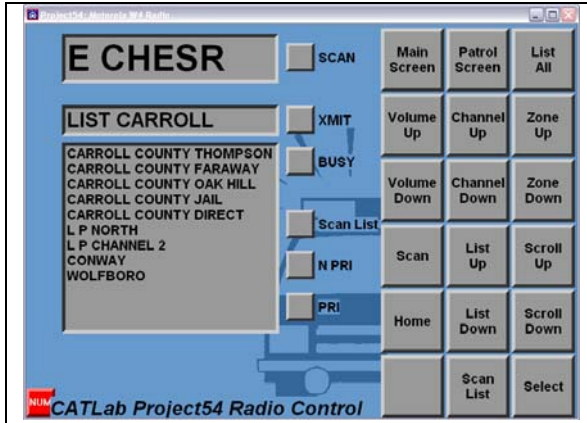 Project54: Motorola W4 Radio
E CHESR
SCAN
LIST CARROLL
XMIT
BUSY
CARROLL COUNTY THOMPSON
CARROLL COUNTY FARAWAY
CARROLL COUNTY OAK HILL
CARROLL COUNTY JAIL
CARROLL COUNTY DIRECT
L P NORTH
L P CHANNEL 2
CONWAY
WOLFBORO
Scan List
N PRI
PRI
Main
Screen
Patrol
Screen
List
All
Volume
Up
Channel
Up
Zone
Up
Volume
Down
Channel
Down
Zone
Down
Scan
List
Up
Scroll
Up
Home
List
Down
Scroll
Down
Scan
List
Select
NUM
CATLab Project54 Radio Control